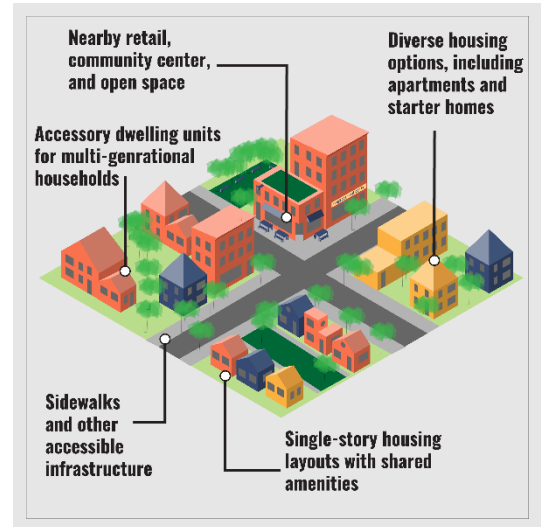 Nearby retail,
community center,
and open space
Diverse housing
options, including
apartments and
starter homes
Accessory dwelling units
for multi-genrational
households
Sidewalks
and other
accessible
infrastructure
Single-story housing
layouts with shared
amenities